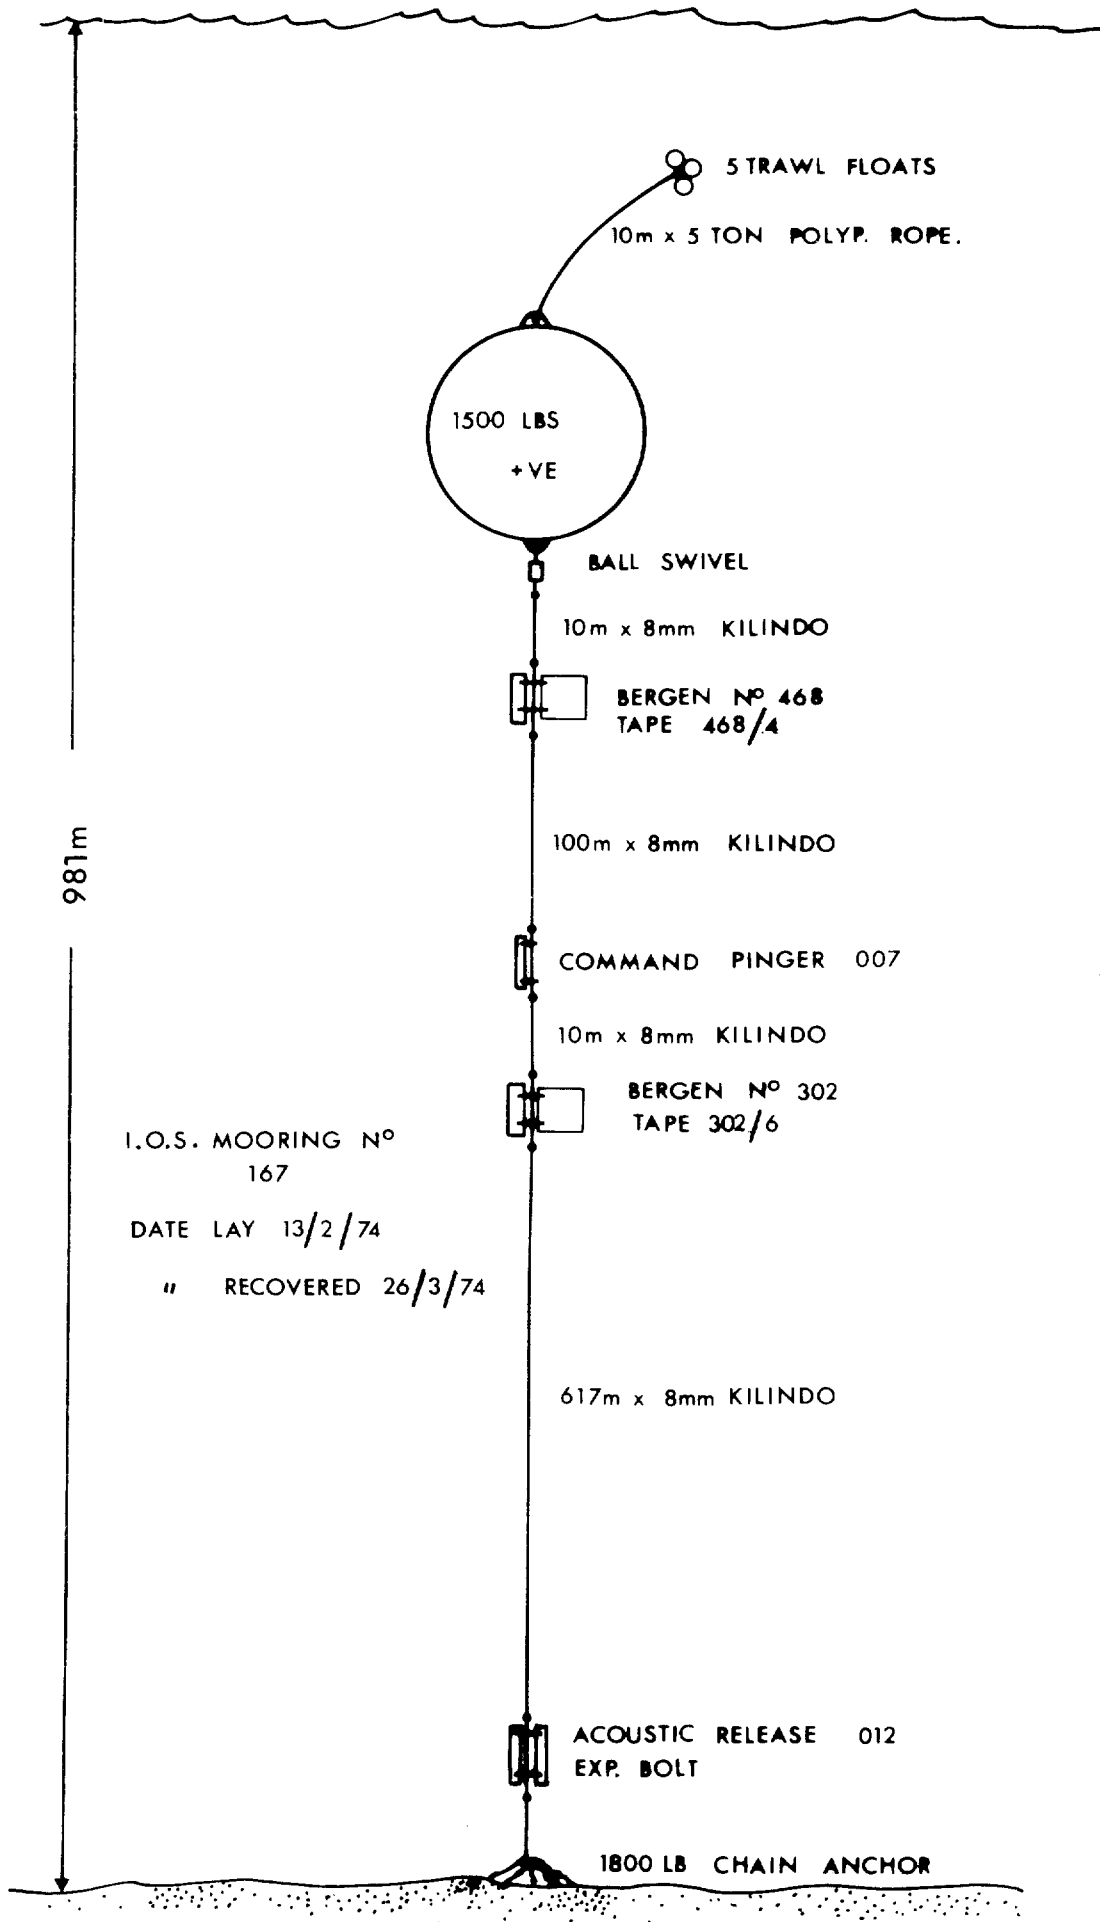 5 TRAWL FLOATS
10m x 5 TON POLYP. ROPE.
1500 LBS
+VE
BALL SWIVEL
10m x 8mm KILINDO
BERGEN Nº 468
TAPE 468/4
100m x 8mm KILINDO
981m
COMMAND PINGER 007
10m x 8mm KILINDO
BERGEN Nº 302
TAPE 302/6
I.O.S. MOORING Nº
167
DATE LAY 13/2/74
" RECOVERED 26/3/74
617m x 8mm KILINDO
ACOUSTIC RELEASE 012
EXP. BOLT
1800 LB CHAIN ANCHOR